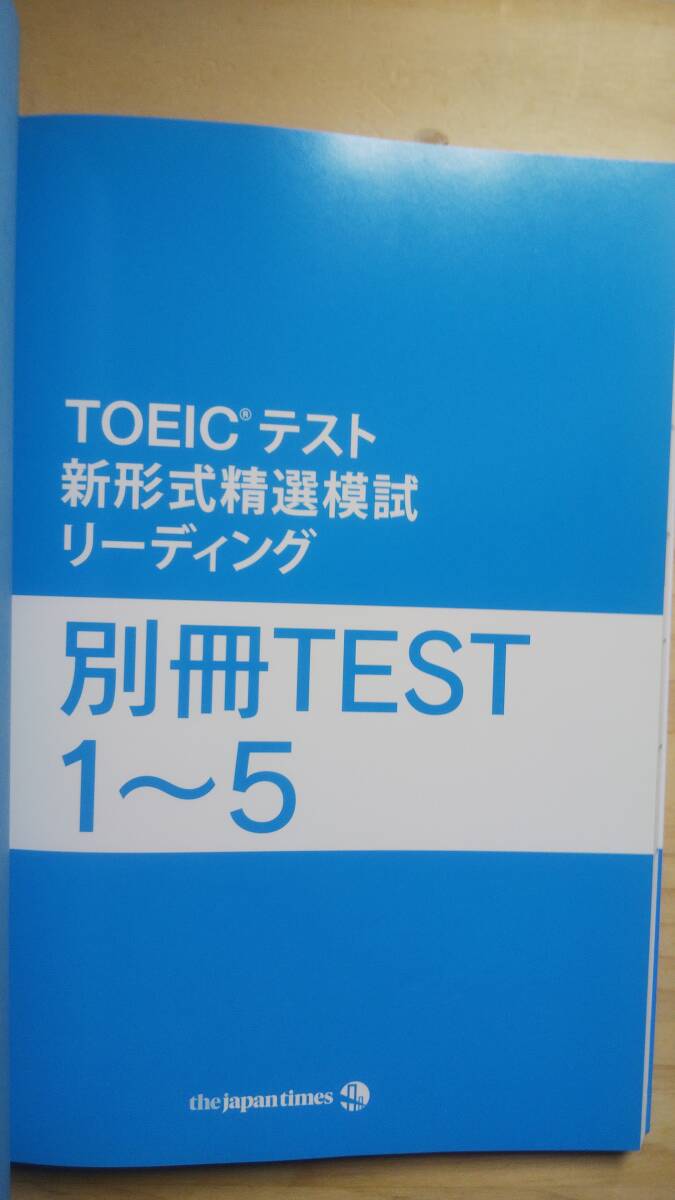 TOEIC®テスト
新形式精選模試
リーディング
別冊TEST
1〜5
the japan times